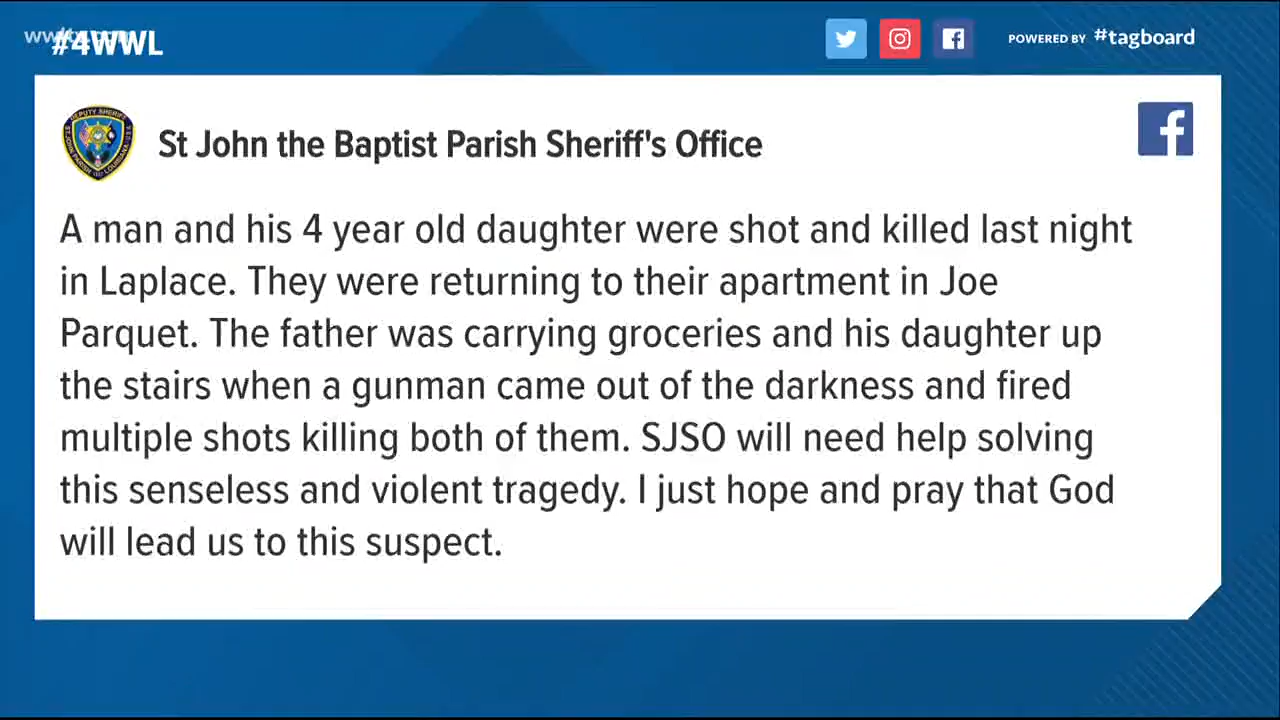 #4WWL
POWERED BY #tagboard
St John the Baptist Parish Sheriff's Office
A man and his 4 year old daughter were shot and killed last night
in Laplace. They were returning to their apartment in Joe
Parquet. The father was carrying groceries and his daughter up
the stairs when a gunman came out of the darkness and fired
multiple shots killing both of them. SJSO will need help solving
this senseless and violent tragedy. I just hope and pray that God
will lead us to this suspect.